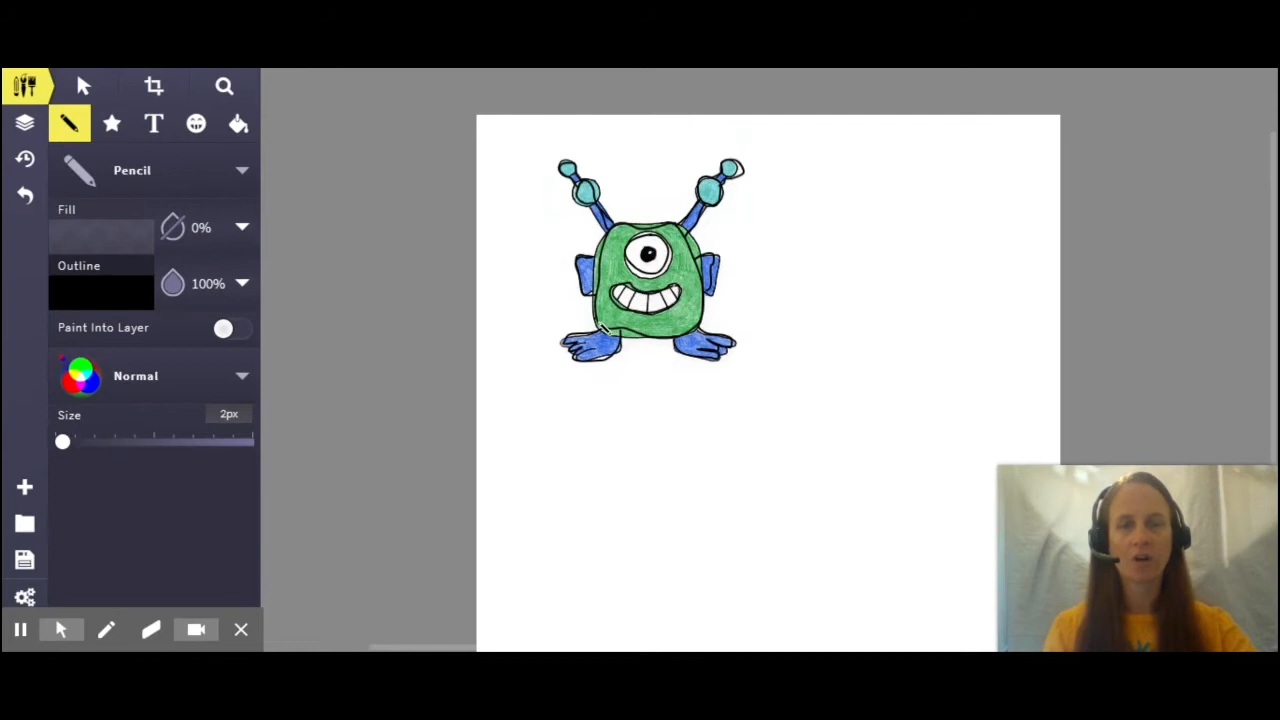 T
Pencil
Fill
0%
Outline
100%
Paint Into Layer
Normal
Size
2px